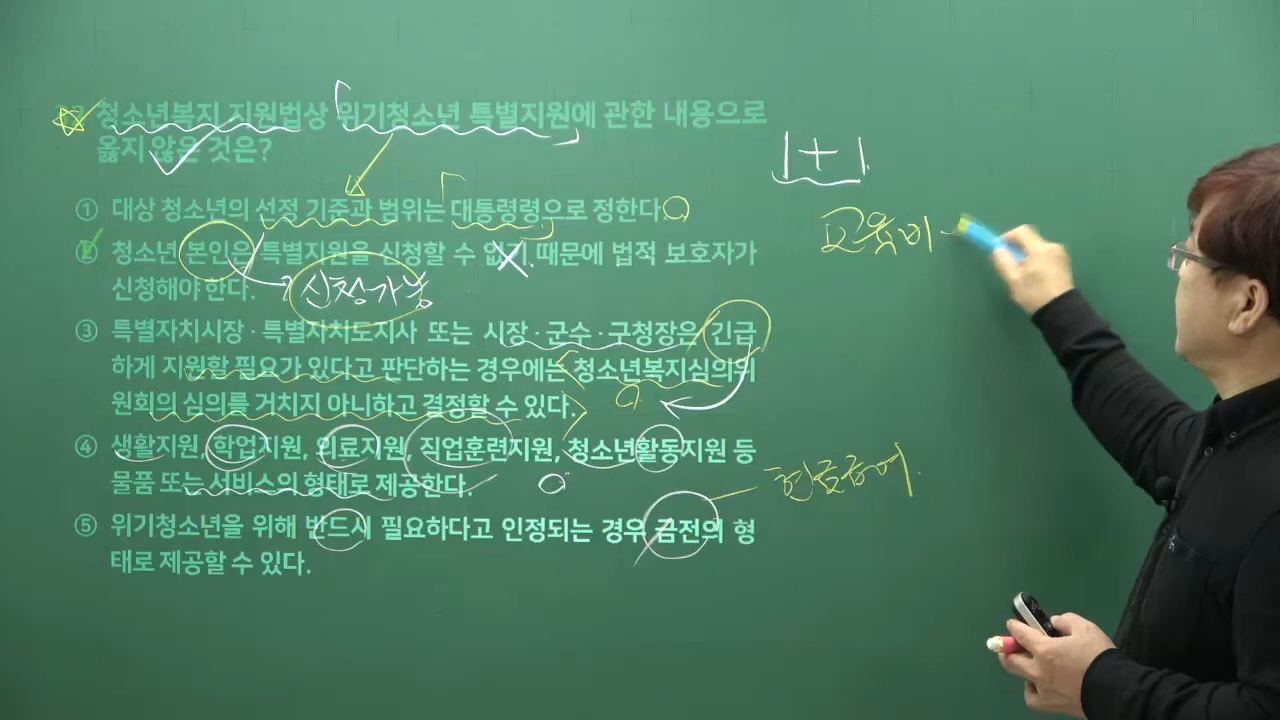 청소년복지 지원법상 위기청소년 특별지원에 관한 내용으로
옳지 않은 것은?
① 대상 청소년의 선정 기준과 범위는 대통령령으로 정한다.
② 청소년 본인은 특별지원을 신청할 수 없기 때문에 법적 보호자가
신청해야 한다.
신청가능
③ 특별자치시장·특별자치도지사 또는 시장·군수·구청장은 긴급
하게 지원할 필요가 있다고 판단하는 경우에는 청소년복지심의위
원회의 심의를 거치지 아니하고 결정할 수 있다.
④ 생활지원, 학업지원, 의료지원, 직업훈련지원, 청소년활동지원 등
물품 또는 서비스의 형태로 제공한다.
⑤ 위기청소년을 위해 반드시 필요하다고 인정되는 경우 금전의 형
태로 제공할 수 있다.
1+1
교육비
현금급여